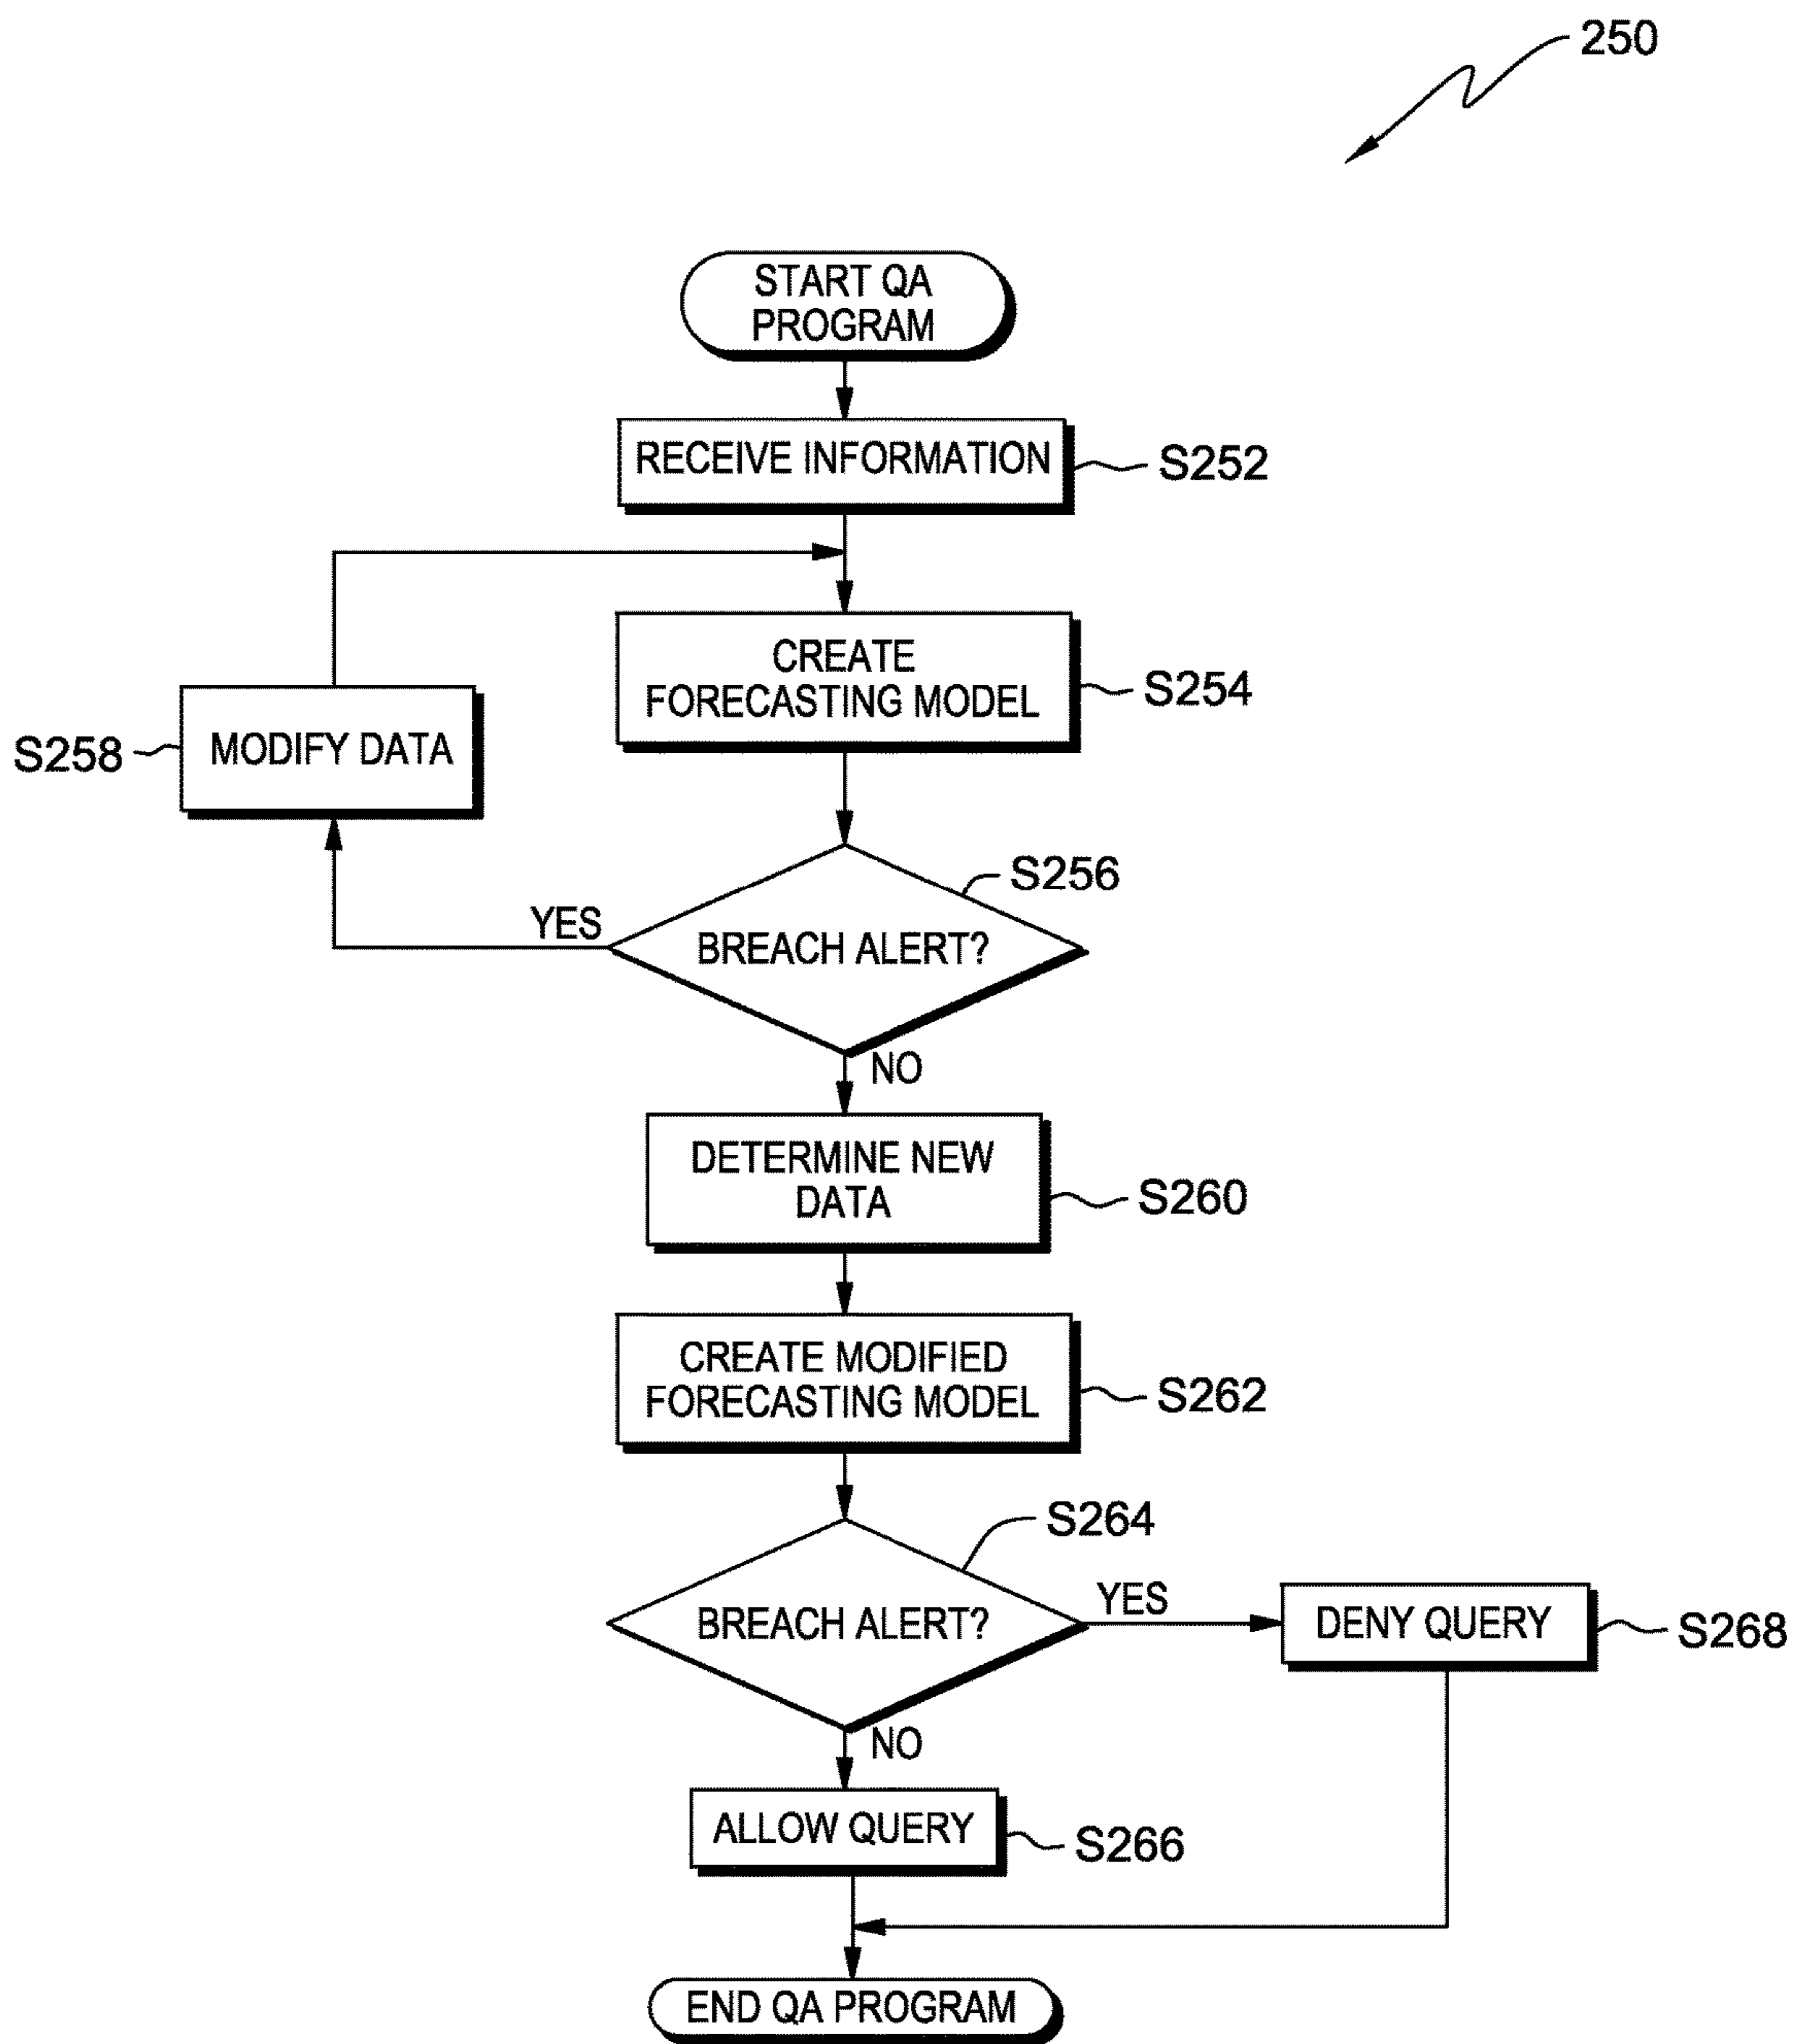 250
START QA
PROGRAM
RECEIVE INFORMATION
S252
CREATE
FORECASTING MODEL
S254
S258
MODIFY DATA
S256
YES
BREACH ALERT?
NO
DETERMINE NEW
DATA
S260
CREATE MODIFIED
FORECASTING MODEL
S262
S264
BREACH ALERT?
YES
DENY QUERY
S268
NO
ALLOW QUERY
S266
END QA PROGRAM